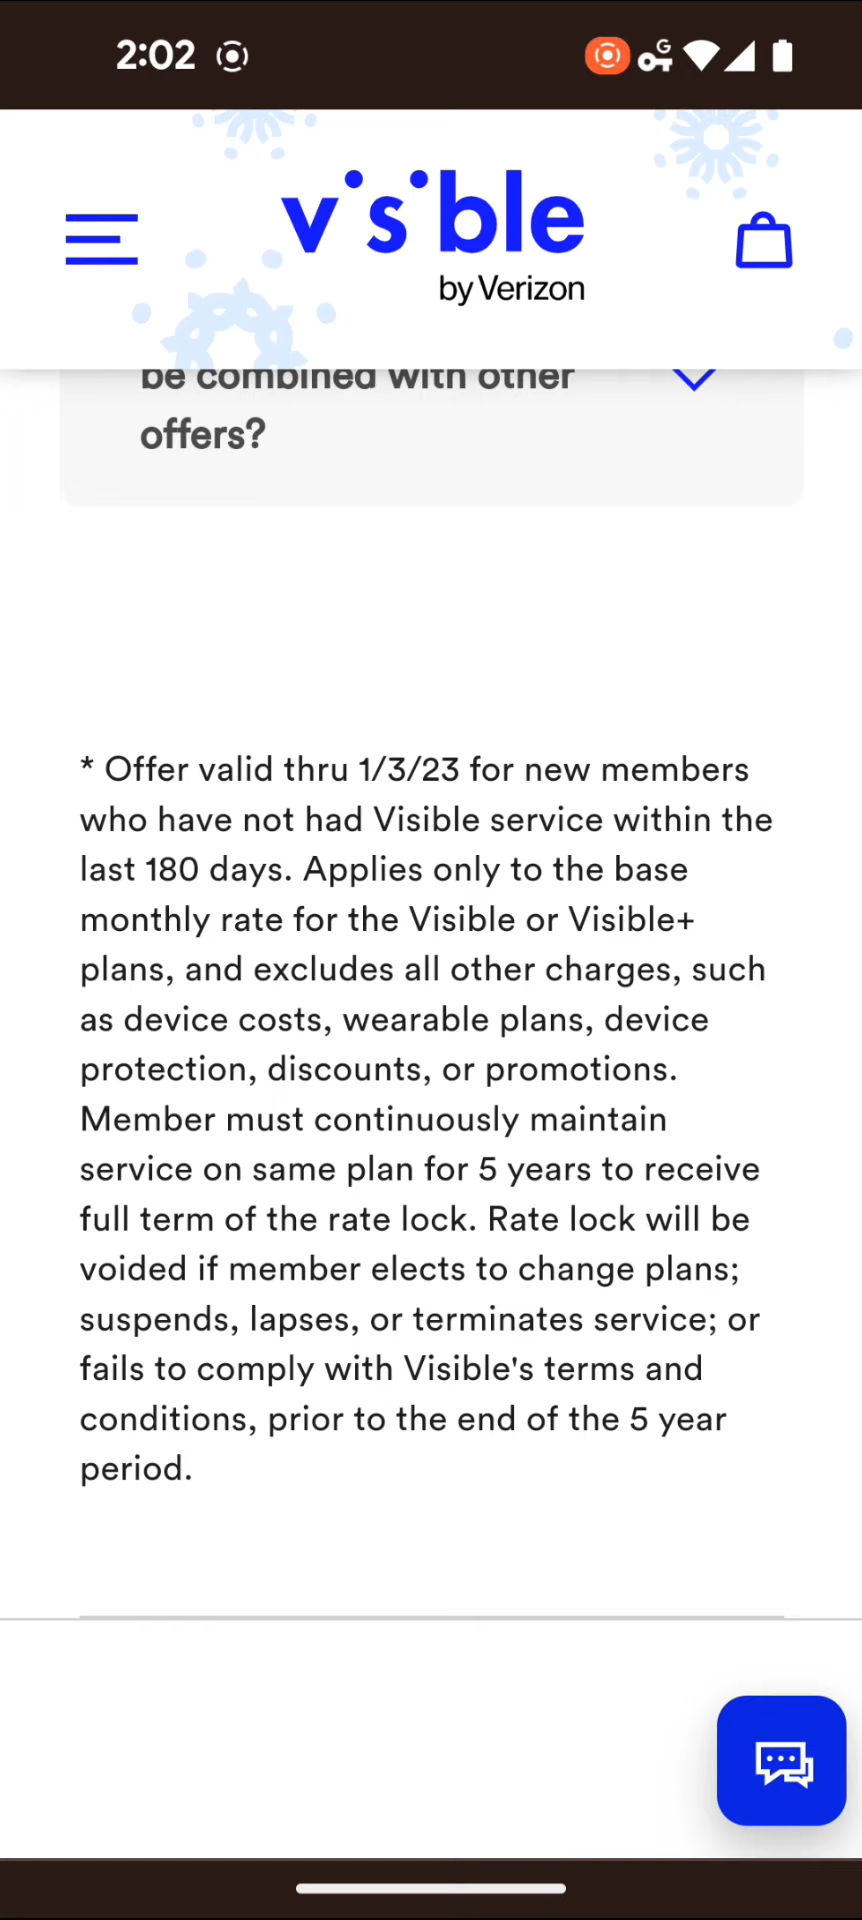 2:02
G
visible
by Verizon
be combined with other
offers?
* Offer valid thru 1/3/23 for new members
who have not had Visible service within the
last 180 days. Applies only to the base
monthly rate for the Visible or Visible+
plans, and excludes all other charges, such
as device costs, wearable plans, device
protection, discounts, or promotions.
Member must continuously maintain
service on same plan for 5 years to receive
full term of the rate lock. Rate lock will be
voided if member elects to change plans;
suspends, lapses, or terminates service; or
fails to comply with Visible's terms and
conditions, prior to the end of the 5 year
period.